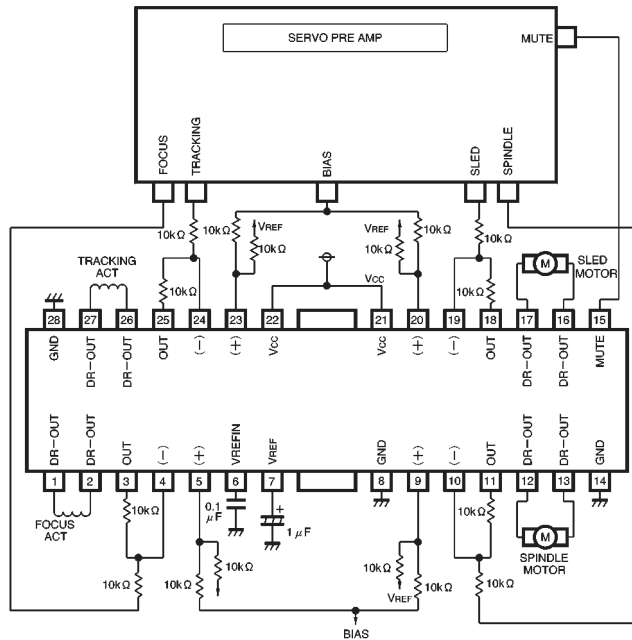 SERVO PRE AMP
MUTE
FOCUS
TRACKING
BIAS
SLED
SPINDLE
10kΩ
10kΩ
VREF
10kΩ
VREF
10kΩ
10kΩ
10kΩ
TRACKING
ACT
10kΩ
VCC
10kΩ
SLED
MOTOR
M
28 27 26 25 24 23 22 21 20 19 18 17 16 15
GND
DR-OUT
DR-OUT
OUT
(-)
(+)
VCC
VCC
(+)
(-)
OUT
DR-OUT
DR-OUT
MUTE
DR-OUT
DR-OUT
OUT
(-)
(+)
VREFIN
VREF
GND
(+)
(-)
OUT
DR-OUT
DR-OUT
GND
1 2 3 4 5 6 7 8 9 10 11 12 13 14
FOCUS
ACT
10kΩ
0.1
μF
+
1μF
10kΩ
M
SPINDLE
MOTOR
10kΩ
10kΩ
10kΩ
10kΩ
VREF
10kΩ
10kΩ
BIAS